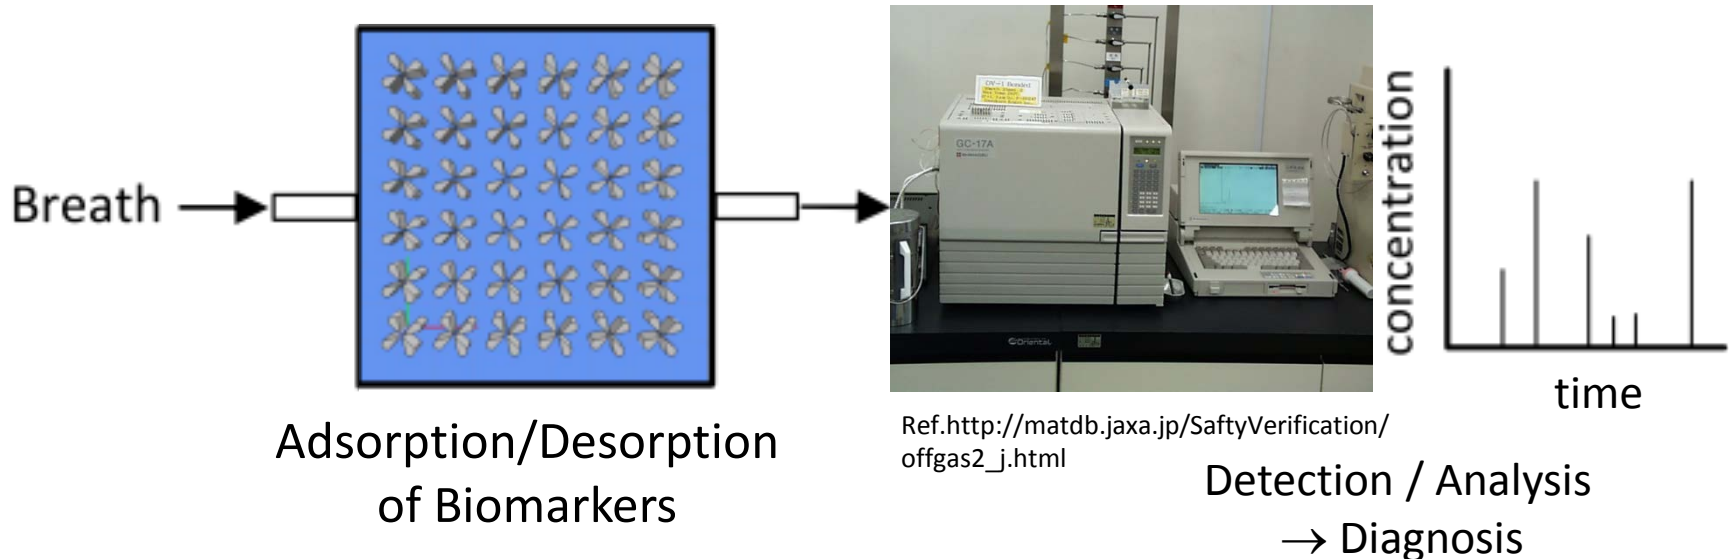 Breath
Adsorption/Desorption
of Biomarkers
GC-17A
Oriental
Ref.http://matdb.jaxa.jp/SaftyVerification/
offgas2_j.html
concentration
time
Detection / Analysis
→ Diagnosis